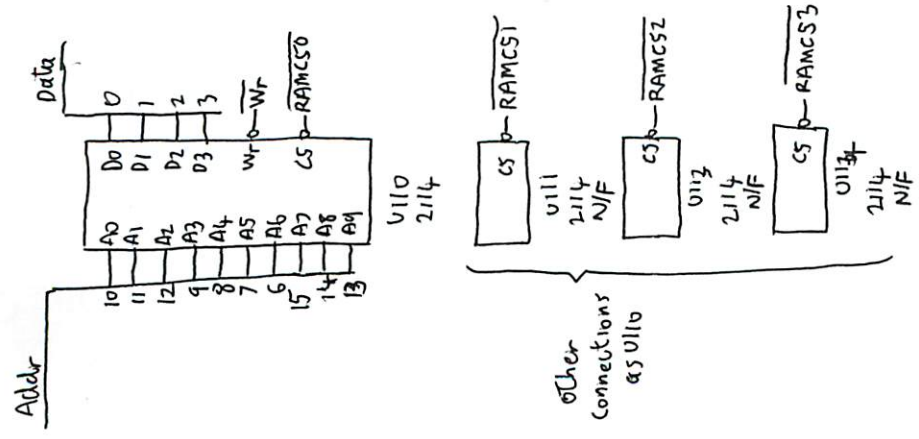 Addr Data
10 A0 D0 0
11 A1 D1 1
12 A2 D2 2
9 A3 D3 3
8 A4
7 A5 Wr Wr
6 A6
15 A7 CS RAMCS0
14 A8
13 A9
U110
2114
CS RAMCS1
U111
2114
N/F
Other
Connections
as U110
CS RAMCS2
2114
N/F
CS RAMCS3
2114
N/F